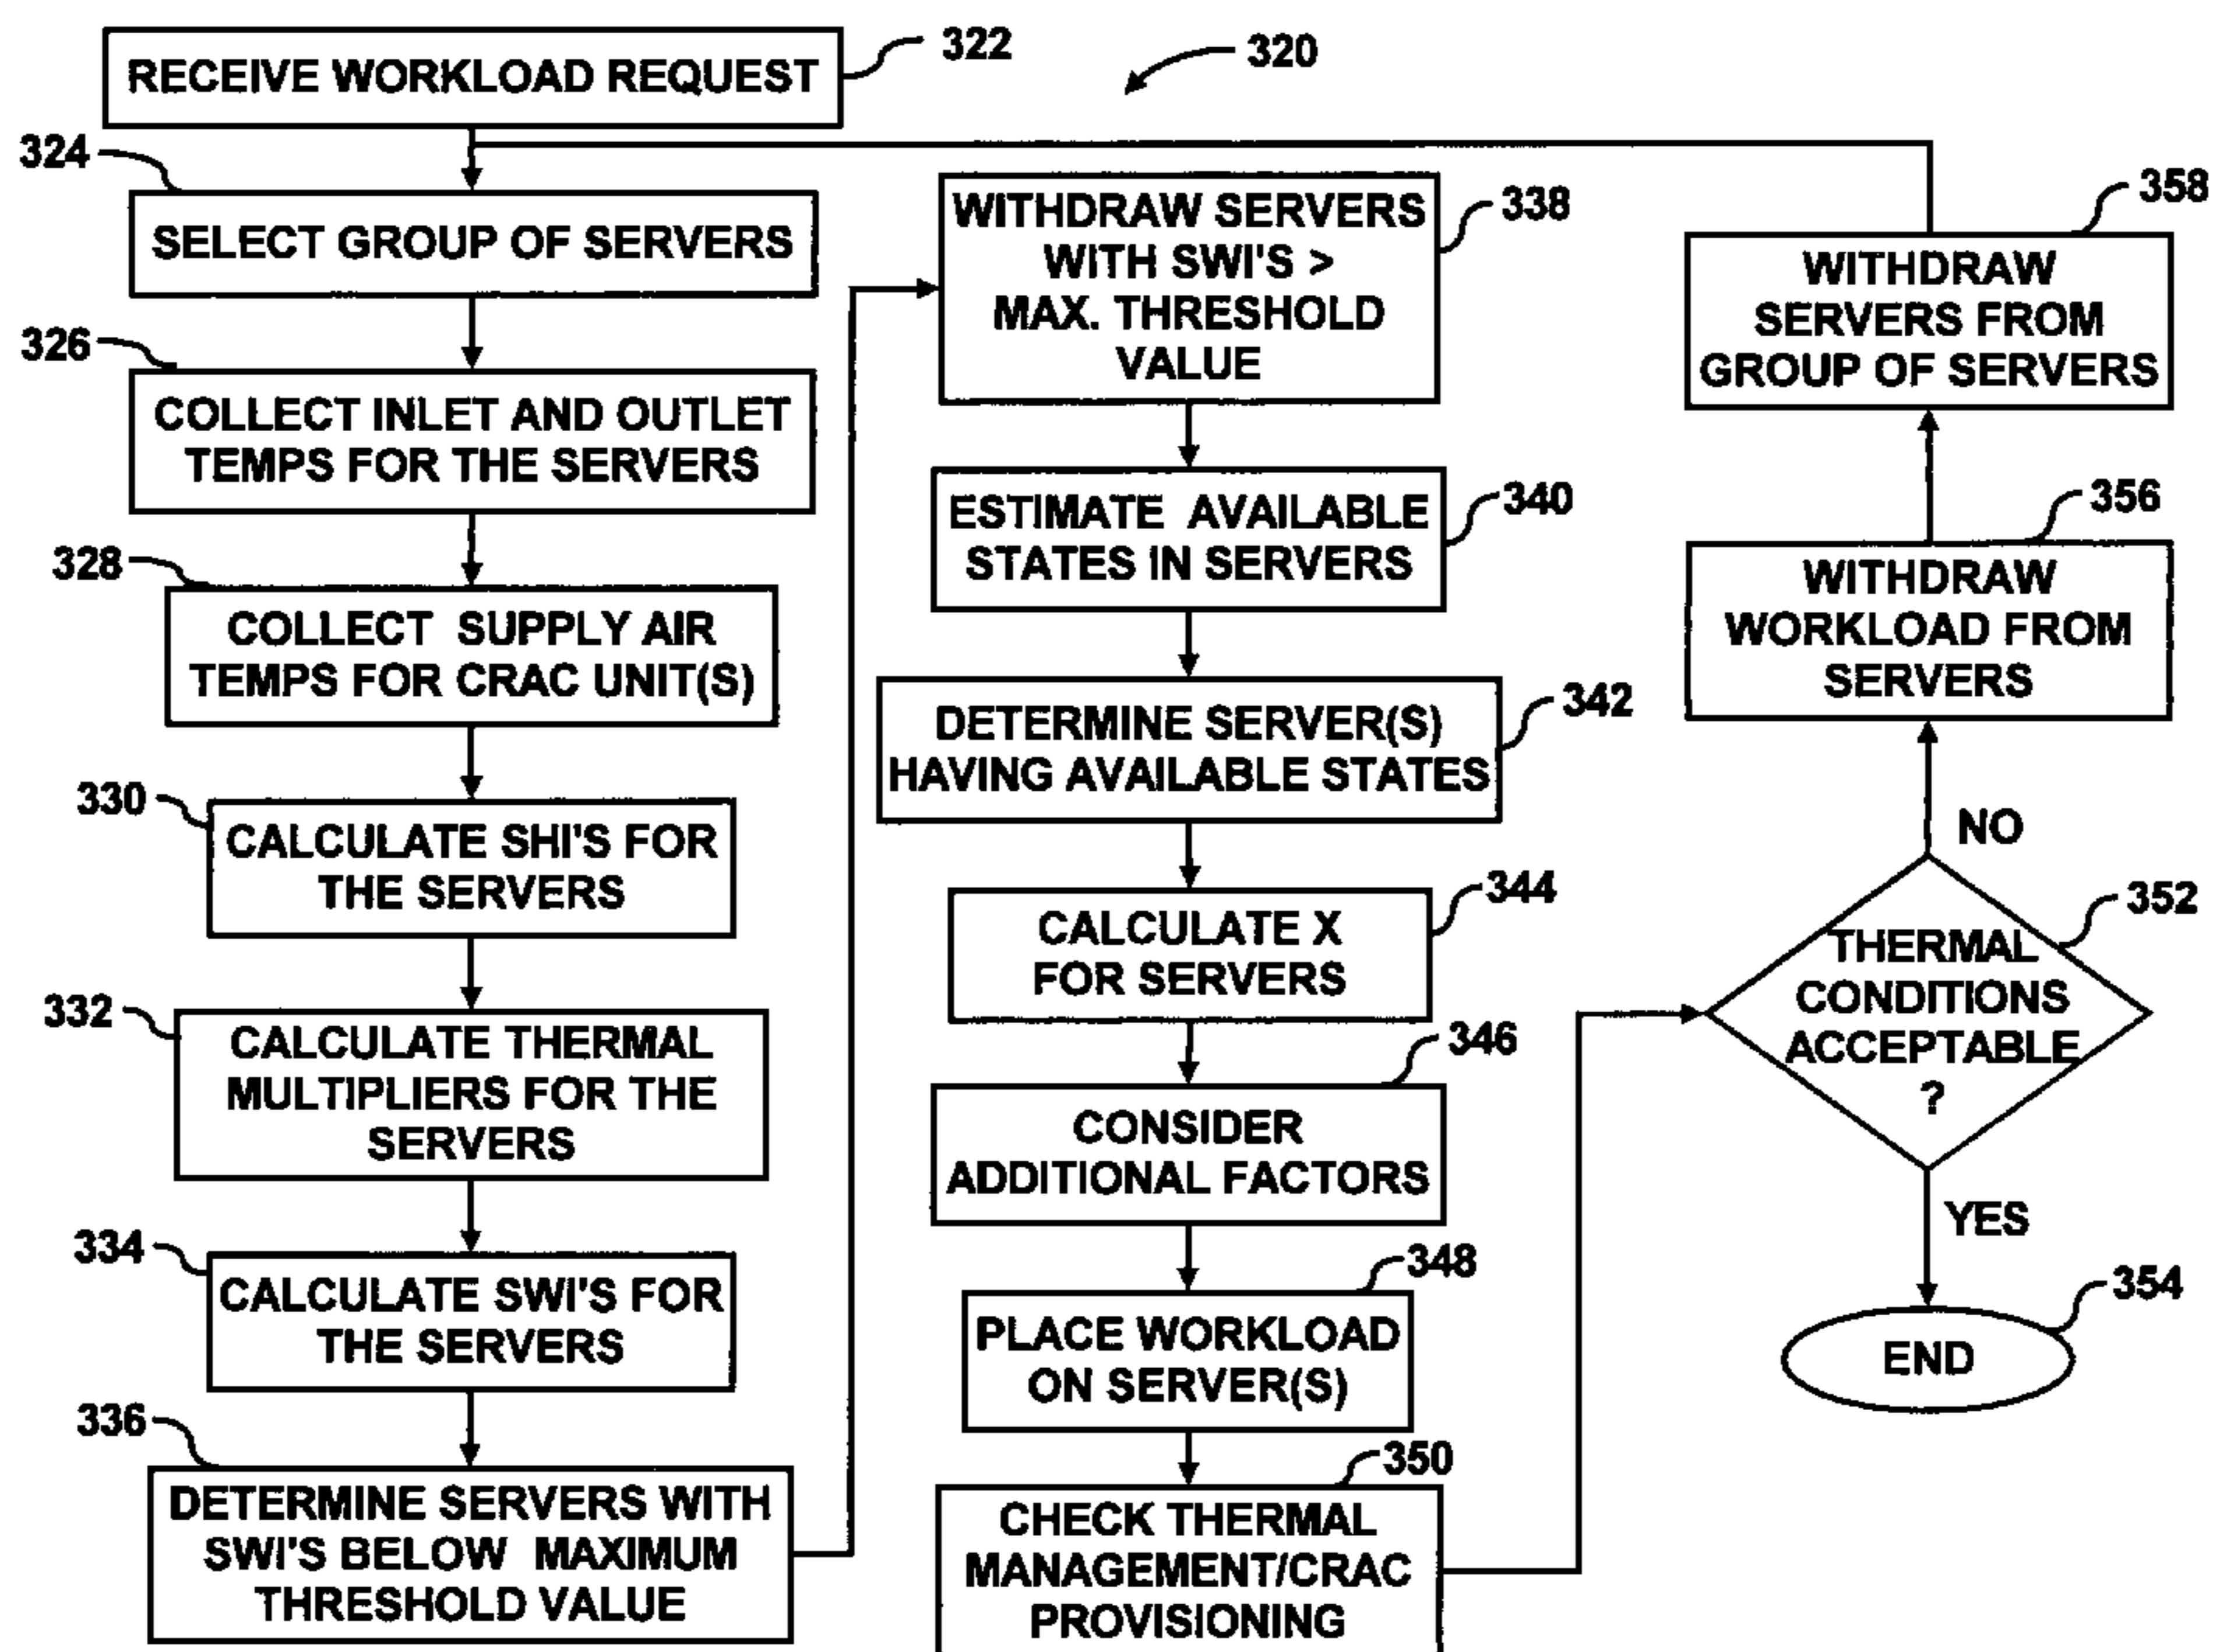 RECEIVE WORKLOAD REQUEST
322
320
324
SELECT GROUP OF SERVERS
326
COLLECT INLET AND OUTLET
TEMPS FOR THE SERVERS
328
COLLECT SUPPLY AIR
TEMPS FOR CRAC UNIT(S)
330
CALCULATE SHI'S FOR
THE SERVERS
332
CALCULATE THERMAL
MULTIPLIERS FOR THE
SERVERS
334
CALCULATE SWI'S FOR
THE SERVERS
336
DETERMINE SERVERS WITH
SWI'S BELOW MAXIMUM
THRESHOLD VALUE
WITHDRAW SERVERS
WITH SWI'S >
MAX. THRESHOLD
VALUE
338
ESTIMATE AVAILABLE
STATES IN SERVERS
340
DETERMINE SERVER(S)
HAVING AVAILABLE STATES
342
CALCULATE X
FOR SERVERS
344
346
CONSIDER
ADDITIONAL FACTORS
348
PLACE WORKLOAD
ON SERVER(S)
350
CHECK THERMAL
MANAGEMENT/CRAC
PROVISIONING
358
WITHDRAW
SERVERS FROM
GROUP OF SERVERS
356
WITHDRAW
WORKLOAD FROM
SERVERS
NO
352
THERMAL
CONDITIONS
ACCEPTABLE
?
YES
354
END